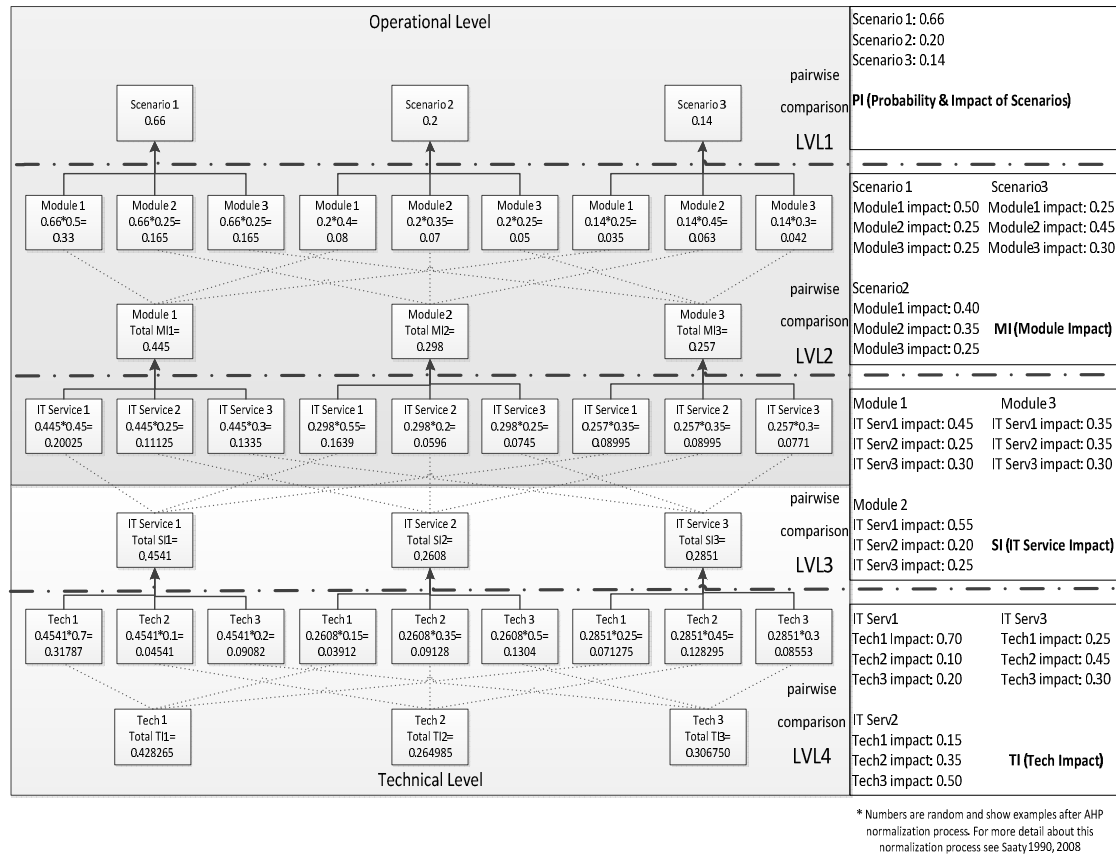 Operational Level
Scenario 1
0.66
Scenario 2
0.2
Scenario 3
0.14
pairwise
comparison
LVL1
Module 1
0.66*0.5=
0.33
Module 2
0.66*0.25=
0.165
Module 3
0.66*0.25=
0.165
Module 1
0.2*0.4=
0.08
Module 2
0.2*0.35=
0.07
Module 3
0.2*0.25=
0.05
Module 1
0.14*0.25=
0.035
Module 2
0.14*0.45=
0.063
Module 3
0.14*0.3=
0.042
Module 1
Total MI1=
0.445
Module 2
Total MI2=
0.298
Module 3
Total MI3=
0.257
pairwise
comparison
LVL2
IT Service 1
0.445*0.45=
0.20025
IT Service 2
0.445*0.25=
0.11125
IT Service 3
0.445*0.3=
0.1335
IT Service 1
0.298*0.55=
0.1639
IT Service 2
0.298*0.2=
0.0596
IT Service 3
0.298*0.25=
0.0745
IT Service 1
0.257*0.35=
0.08995
IT Service 2
0.257*0.35=
0.08995
IT Service 3
0.257*0.3=
0.0771
IT Service 1
Total SI1=
0,4541
IT Service 2
Total SI2=
0,2608
IT Service 3
Total SI3=
0,2851
pairwise
comparison
LVL3
Tech 1
0.4541*0.7=
0.31787
Tech 2
0.4541*0.1=
0.04541
Tech 3
0.4541*0.2=
0.09082
Tech 1
0.2608*0.15=
0.03912
Tech 2
0.2608*0.35=
0.09128
Tech 3
0.2608*0.5=
0.1304
Tech 1
0.2851*0.25=
0.071275
Tech 2
0.2851*0.45=
0.128295
Tech 3
0.2851*0.3
0.08553
Tech 1
Total TI1=
0.428265
Tech 2
Total TI2=
0.264985
Tech 3
Total TI3=
0.306750
pairwise
comparison
LVL4
Technical Level
Scenario 1: 0.66
Scenario 2: 0.20
Scenario 3: 0.14
PI (Probability & Impact of Scenarios)
Scenario 1
Module1 impact: 0.50
Module2 impact: 0.25
Module3 impact: 0.25
Scenario3
Module1 impact: 0.25
Module2 impact: 0.45
Module3 impact: 0.30
Scenario2
Module1 impact: 0.40
Module2 impact: 0.35
Module3 impact: 0.25
MI (Module Impact)
Module 1
IT Serv1 impact: 0.45
IT Serv2 impact: 0.25
IT Serv3 impact: 0.30
Module 3
IT Serv1 impact: 0.35
IT Serv2 impact: 0.35
IT Serv3 impact: 0.30
Module 2
IT Serv1 impact: 0.55
IT Serv2 impact: 0.20
IT Serv3 impact: 0.25
SI (IT Service Impact)
IT Serv1
Tech1 Impact: 0.70
Tech2 impact: 0.10
Tech3 impact: 0.20
IT Serv3
Tech1 impact: 0.25
Tech2 impact: 0.45
Tech3 impact: 0.30
IT Serv2
Tech1 impact: 0.15
Tech2 impact: 0.35
Tech3 impact: 0.50
TI (Tech Impact)
* Numbers are random and show examples after AHP
normalization process. For more detail about this
normalization process see Saaty 1990, 2008